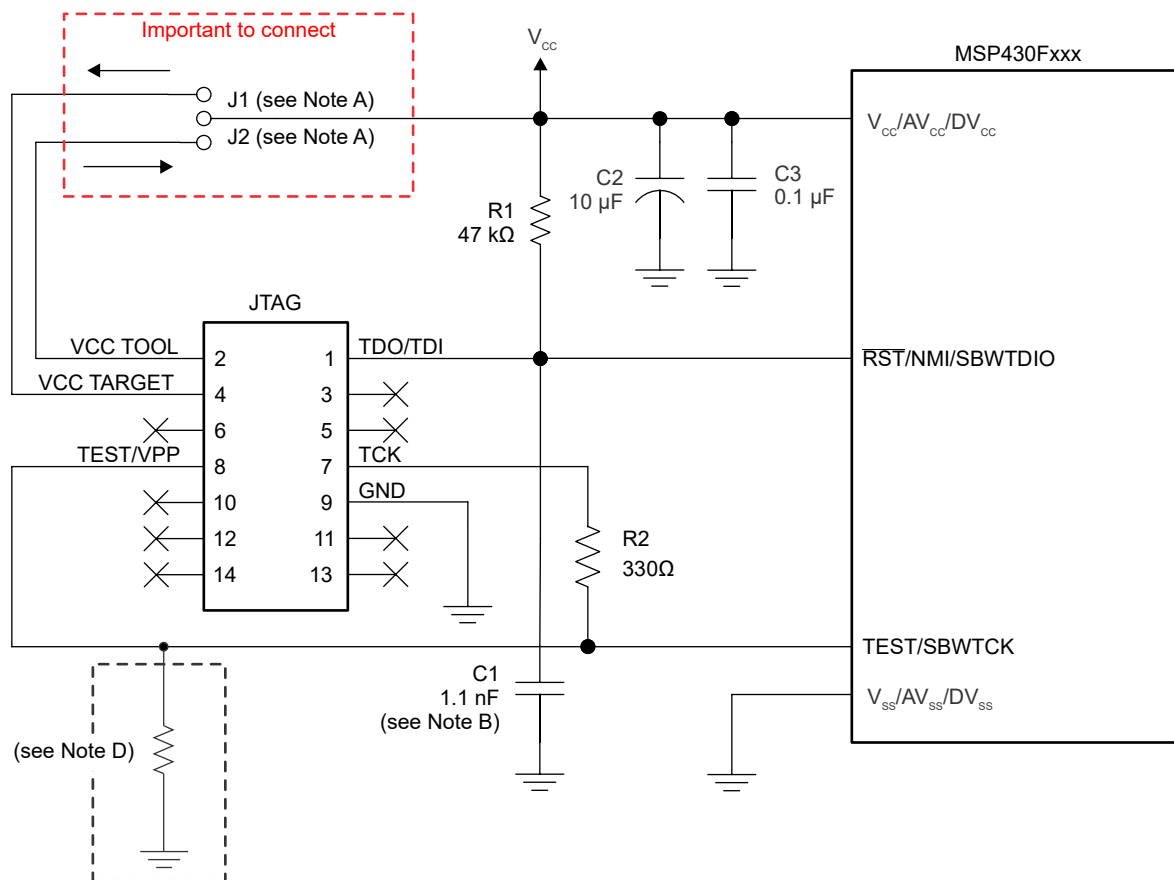 Important to connect
J1 (see Note A)
J2 (see Note A)
Vcc
MSP430Fxxx
Vcc/AVcc/DVcc
C2
10 µF
C3
0.1 µF
R1
47 kΩ
JTAG
VCC TOOL
2
1
TDO/TDI
RST/NMI/SBWTDIO
VCC TARGET
4
3
6
5
TEST/VPP
8
7
TCK
10
9
GND
12
11
14
13
R2
330Ω
TEST/SBWTCK
C1
1.1 nF
(see Note B)
Vss/AVss/DVss
(see Note D)